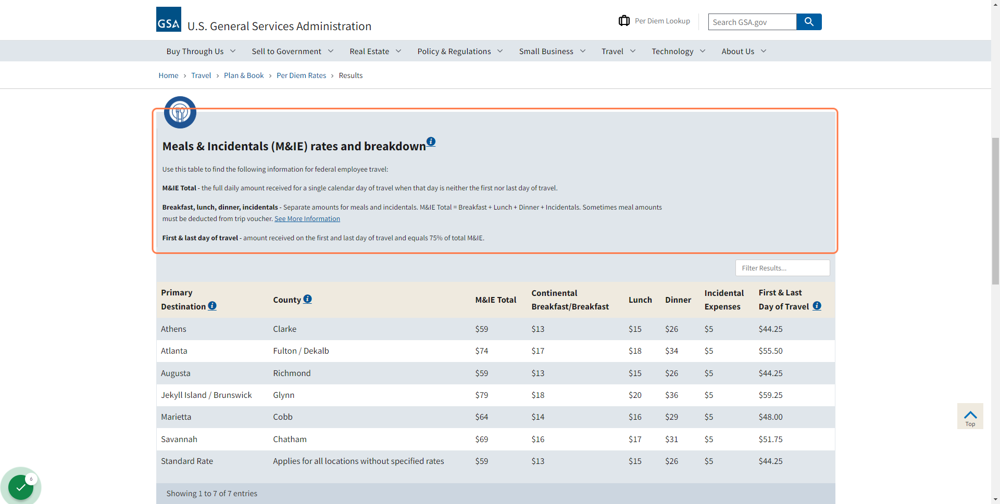 GSA U.S. General Services Administration
Per Diem Lookup
Search GSA.gov
Buy Through Us Sell to Government Real Estate Policy & Regulations Small Business Travel Technology About Us
Home › Travel › Plan & Book › Per Diem Rates › Results
Meals & Incidentals (M&IE) rates and breakdown i
Use this table to find the following information for federal employee travel:
M&IE Total - the full daily amount received for a single calendar day of travel when that day is neither the first nor last day of travel.
Breakfast, lunch, dinner, incidentals - Separate amounts for meals and incidentals. M&IE Total = Breakfast + Lunch + Dinner + Incidentals. Sometimes meal amounts
must be deducted from trip voucher. See More Information
First & last day of travel - amount received on the first and last day of travel and equals 75% of total M&IE.
Filter Results...
Primary Destination i County i M&IE Total Continental Breakfast/Breakfast Lunch Dinner Incidental Expenses First & Last Day of Travel i
Athens Clarke $59 $13 $15 $26 $5 $44.25
Atlanta Fulton / Dekalb $74 $17 $18 $34 $5 $55.50
Augusta Richmond $59 $13 $15 $26 $5 $44.25
Jekyll Island / Brunswick Glynn $79 $18 $20 $36 $5 $59.25
Marietta Cobb $64 $14 $16 $29 $5 $48.00
Savannah Chatham $69 $16 $17 $31 $5 $51.75
Standard Rate Applies for all locations without specified rates $59 $13 $15 $26 $5 $44.25
Showing 1 to 7 of 7 entries
Top
6